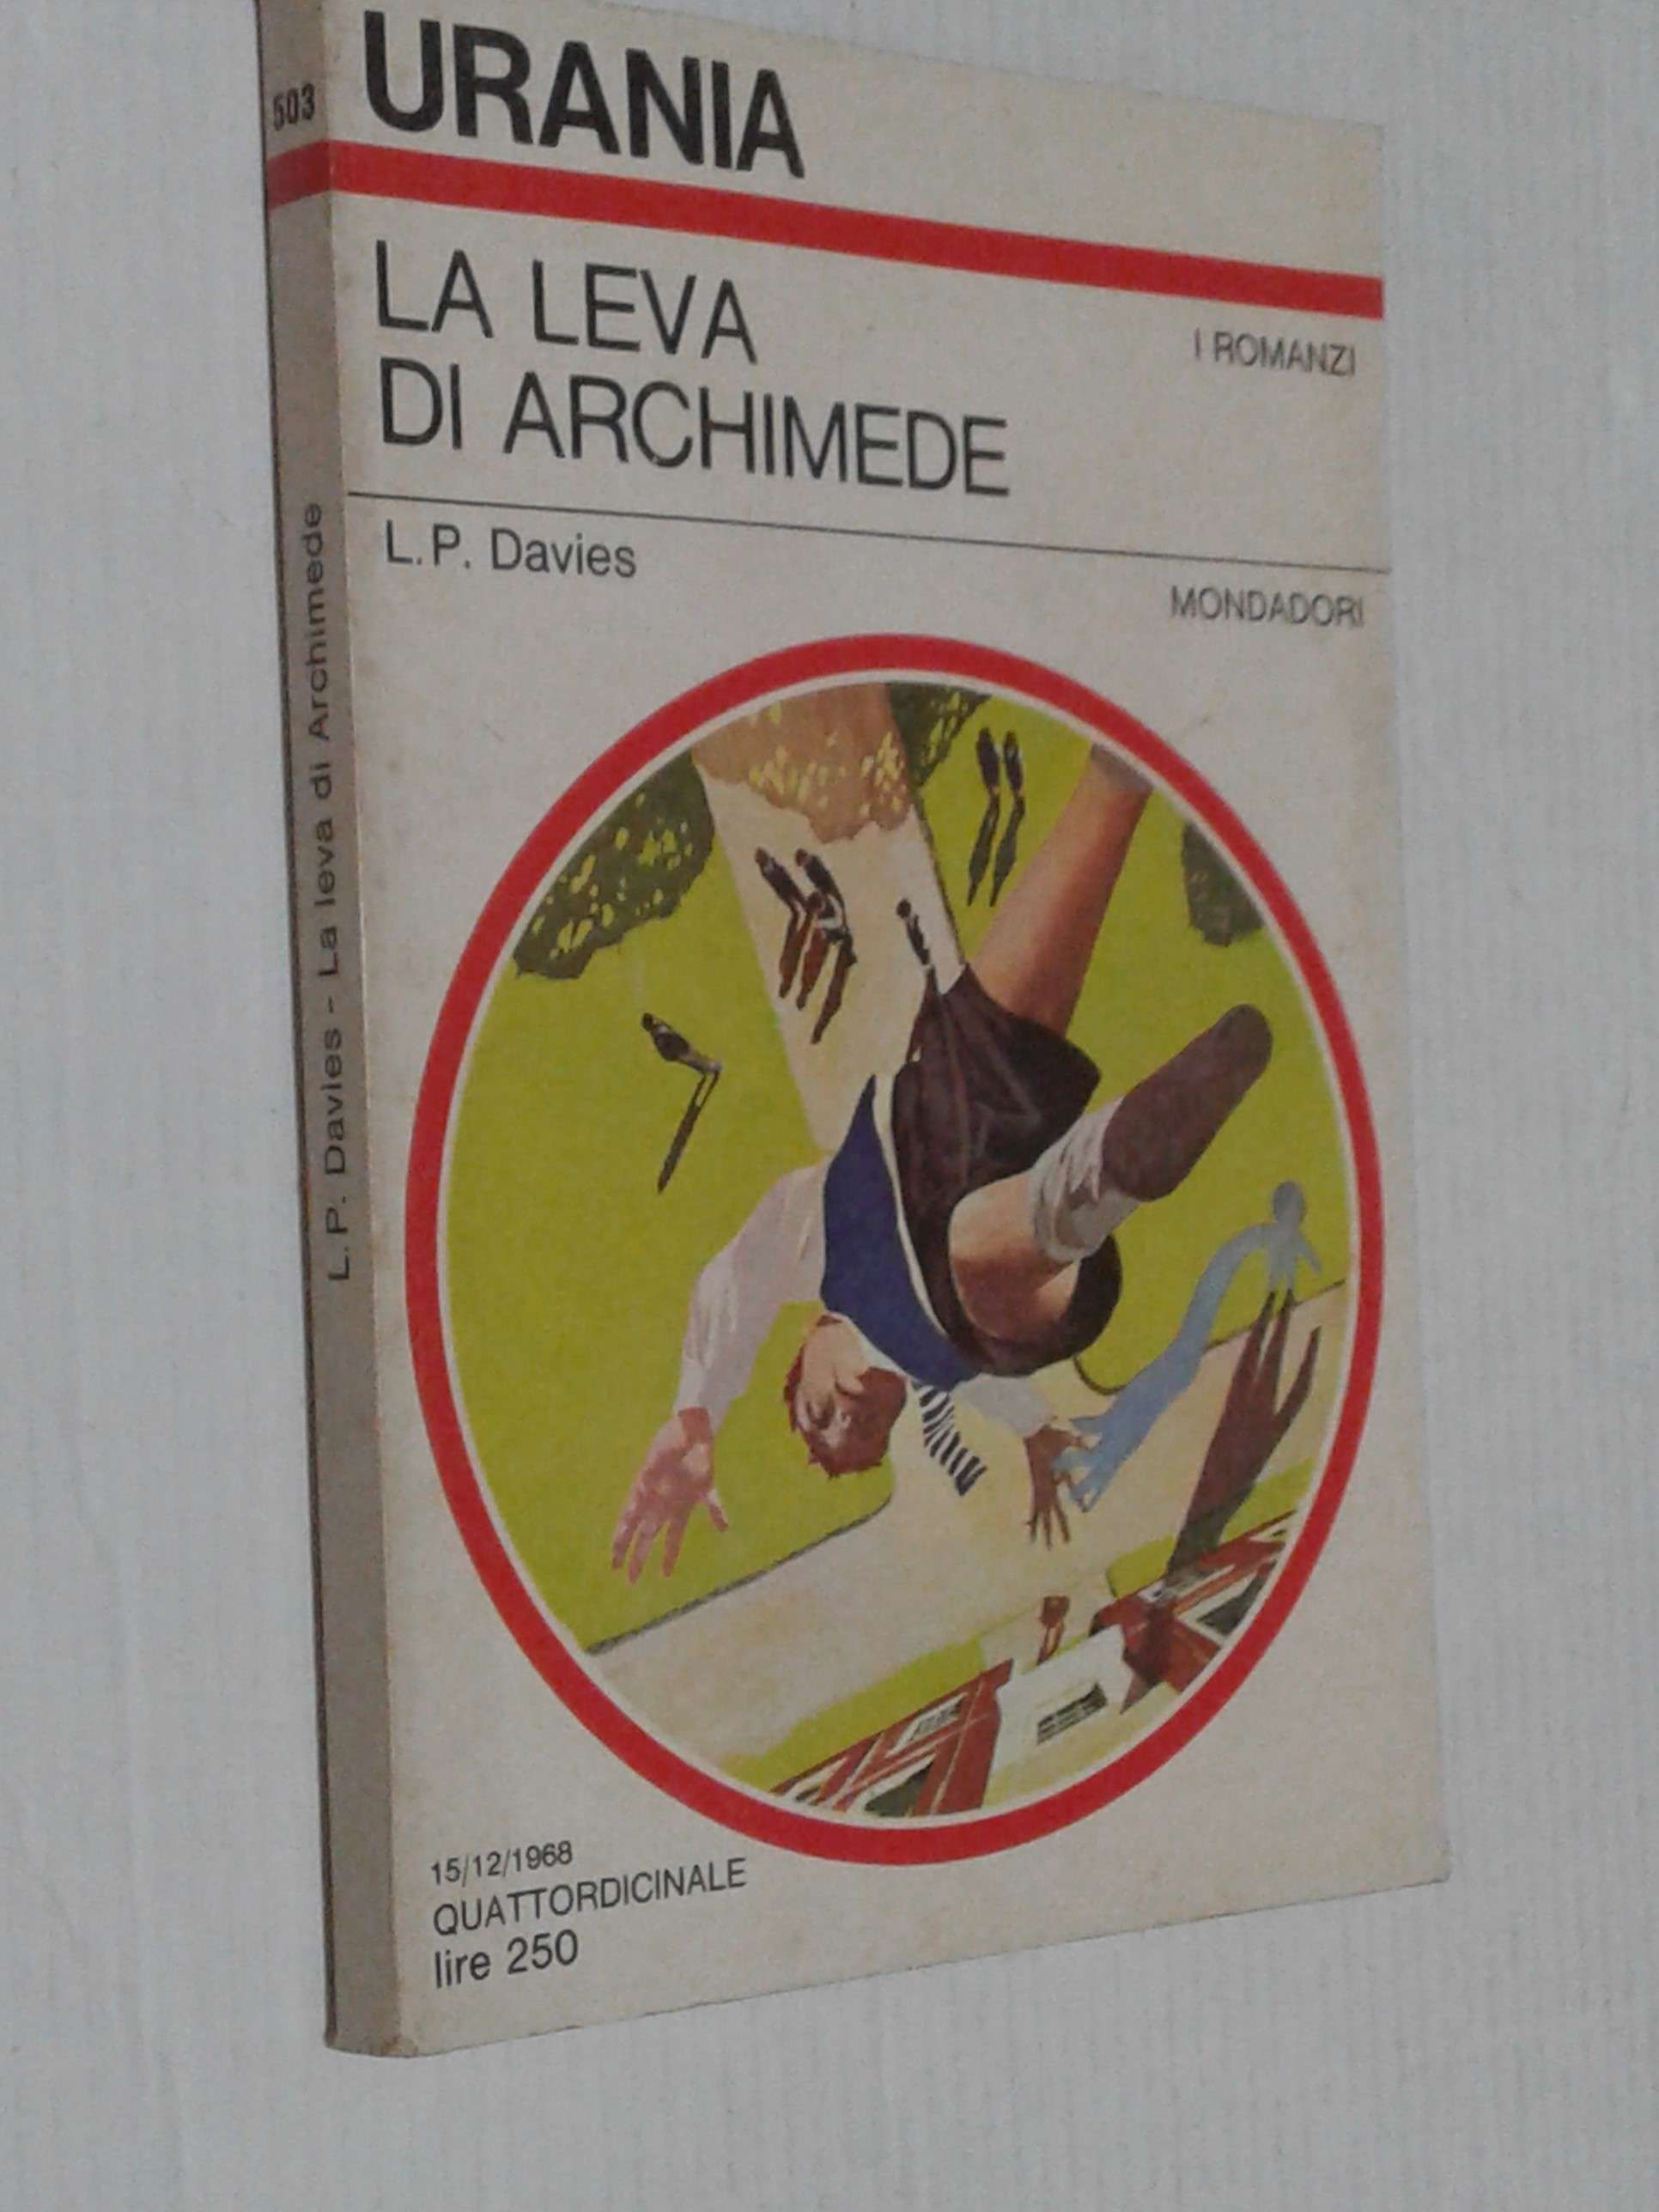 URANIA
503
LA LEVA
DI ARCHIMEDE
I ROMANZI
L.P. Davies
MONDADORI
L.P. Davies - La leva di Archimede
15/12/1968
QUATTORDICINALE
lire 250